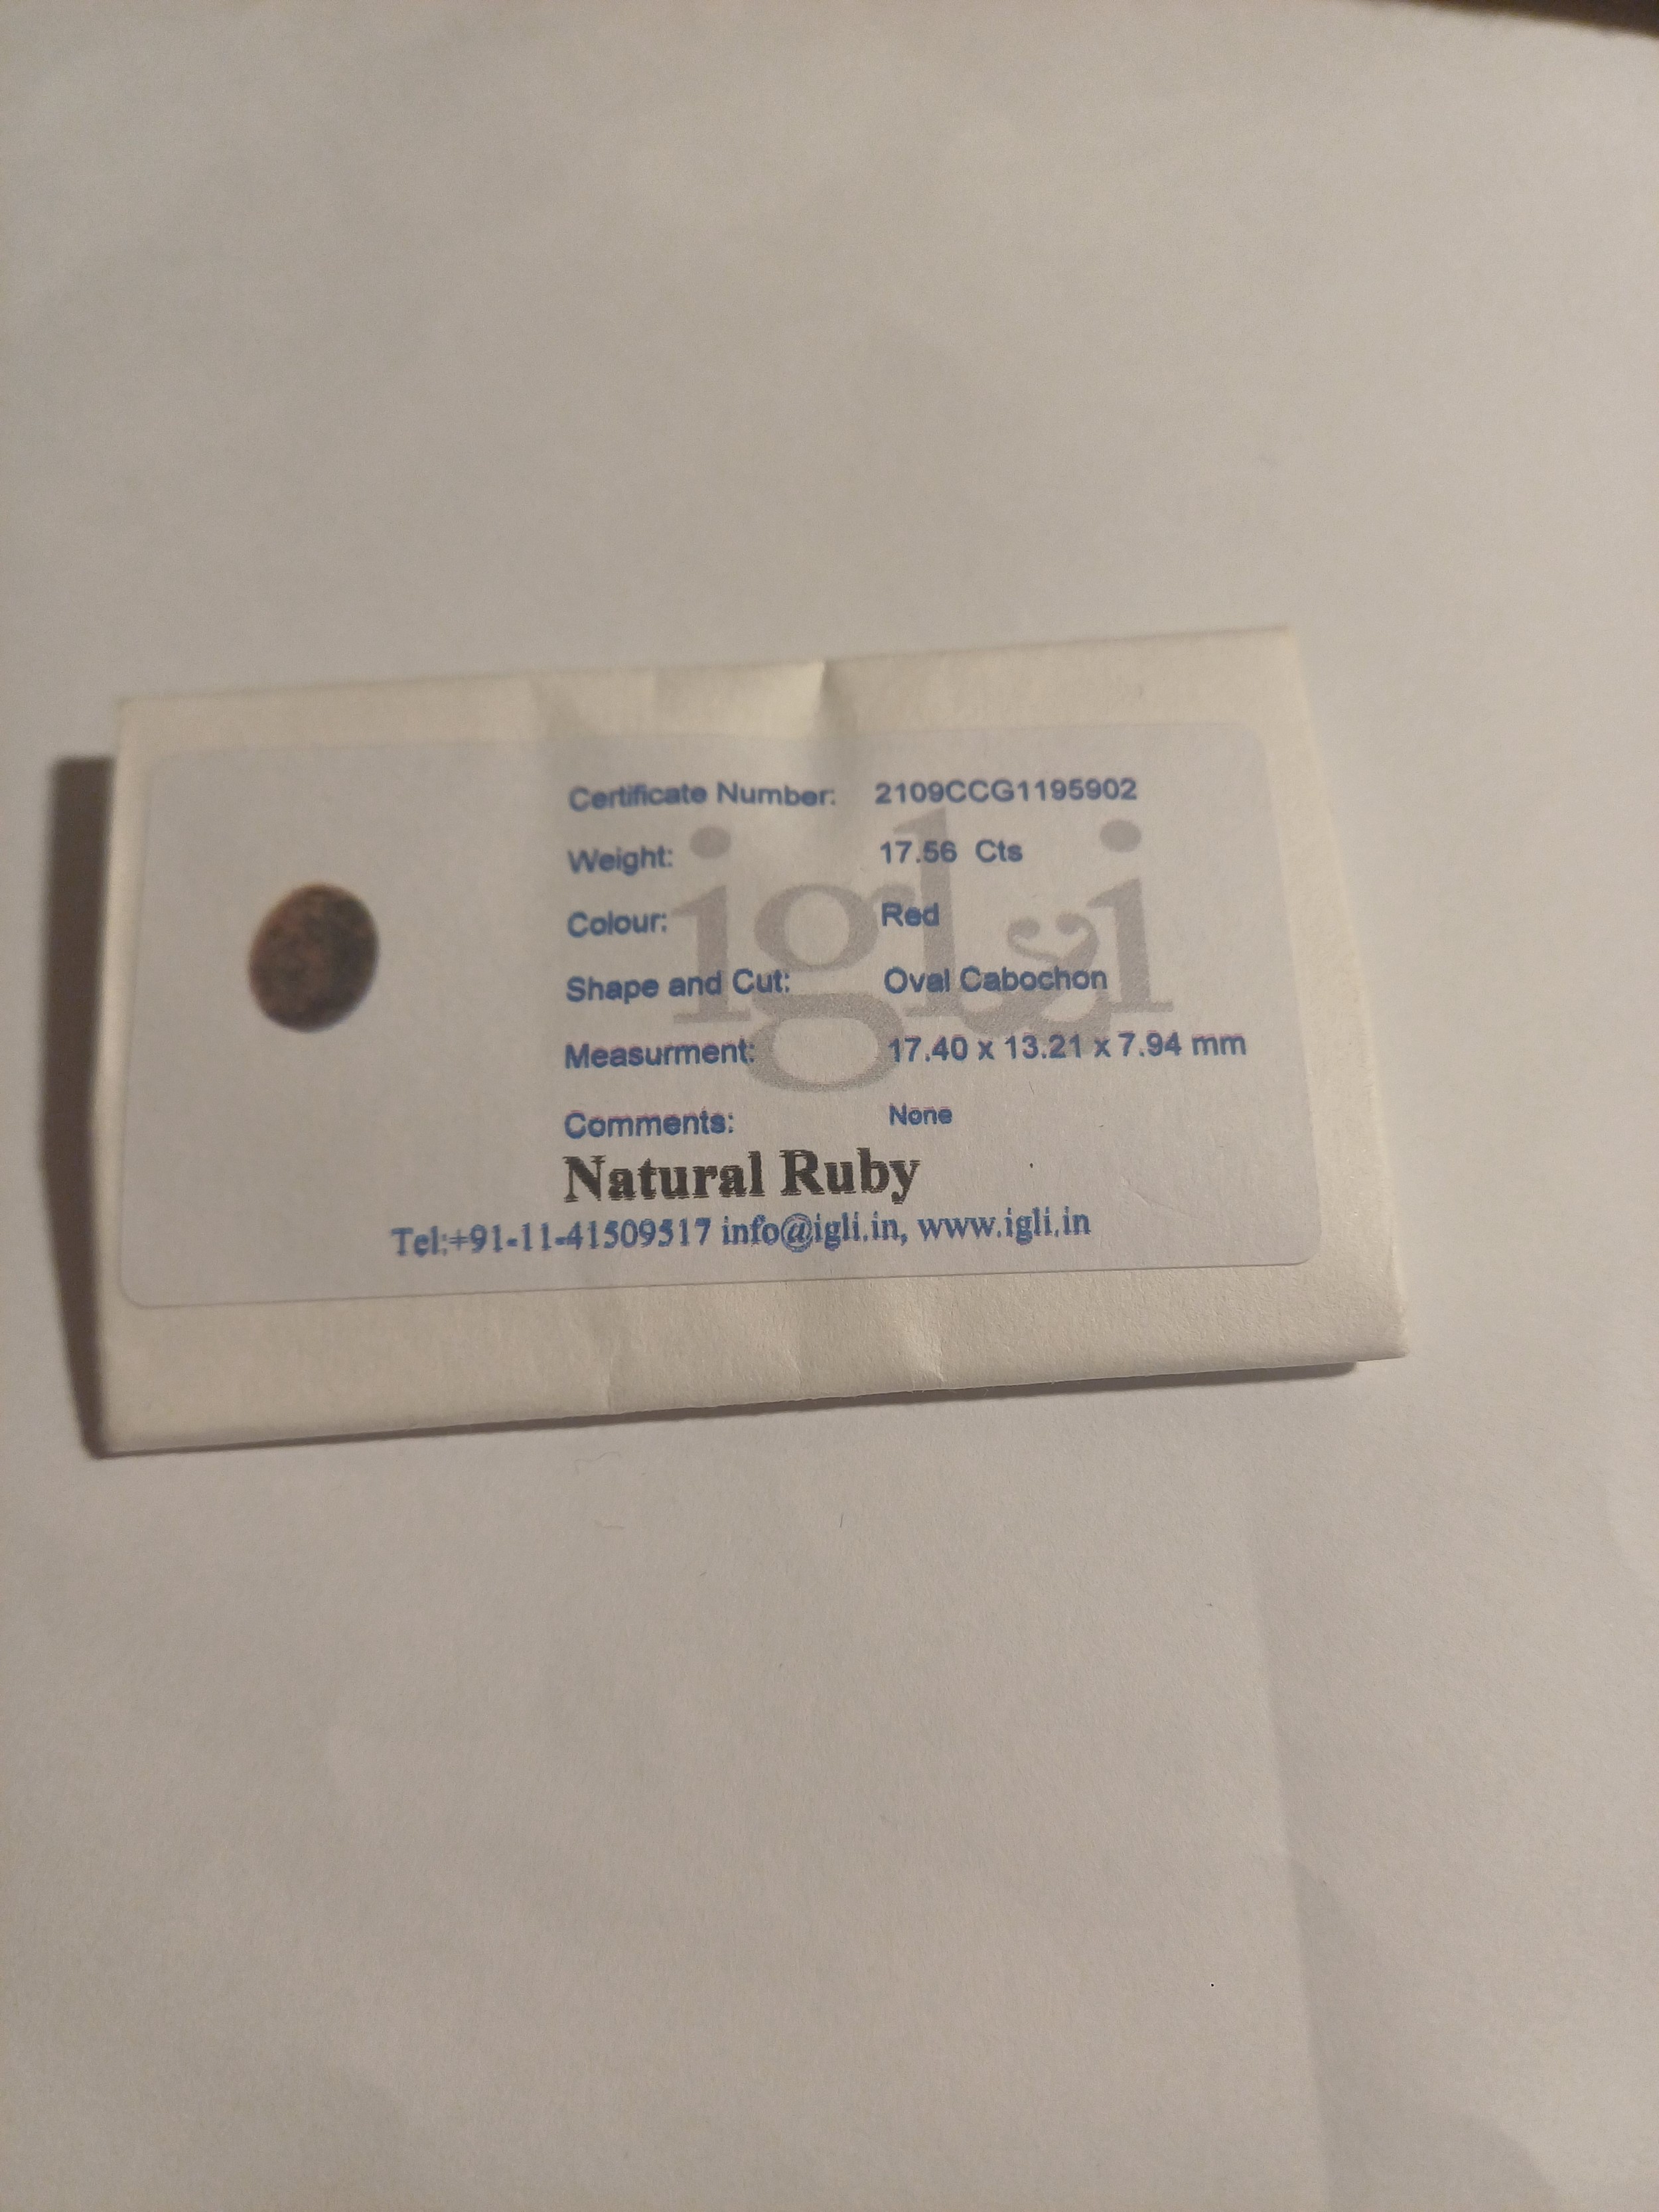 Certificate Number: 2109CCG1195902
Weight: 17.56 Cts
Colour: Red
Shape and Cut: Oval Cabochon
Measurment: 17.40 x 13.21 x 7.94 mm
Comments: None
Natural Ruby
Tel:+91-11-41509517 info@igli.in, www.igli.in
igl&i